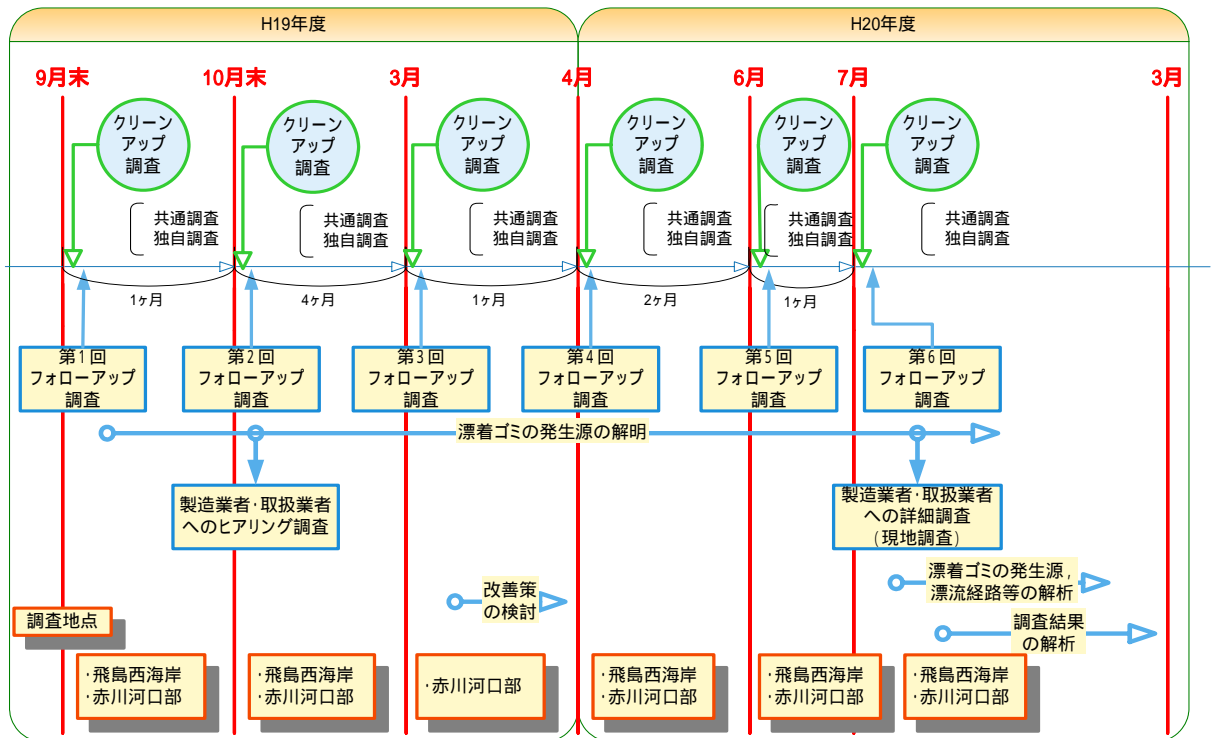 H19年度
H20年度
9月末
10月末
3月
4月
6月
7月
3月
クリーン
アップ
調査
クリーン
アップ
調査
クリーン
アップ
調査
クリーン
アップ
調査
クリーン
アップ
調査
クリーン
アップ
調査
共通調査
独自調査
共通調査
独自調査
共通調査
独自調査
共通調査
独自調査
共通調査
独自調査
共通調査
独自調査
1ヶ月
4ヶ月
1ヶ月
2ヶ月
1ヶ月
第1回
フォローアップ
調査
第2回
フォローアップ
調査
第3回
フォローアップ
調査
第4回
フォローアップ
調査
第5回
フォローアップ
調査
第6回
フォローアップ
調査
漂着ゴミの発生源の解明
製造業者・取扱業者
へのヒアリング調査
製造業者・取扱業者
への詳細調査
(現地調査)
改善策
の検討
漂着ゴミの発生源,
漂流経路等の解析
調査結果
の解析
調査地点
・飛島西海岸
・赤川河口部
・飛島西海岸
・赤川河口部
・赤川河口部
・飛島西海岸
・赤川河口部
・飛島西海岸
・赤川河口部
・飛島西海岸
・赤川河口部